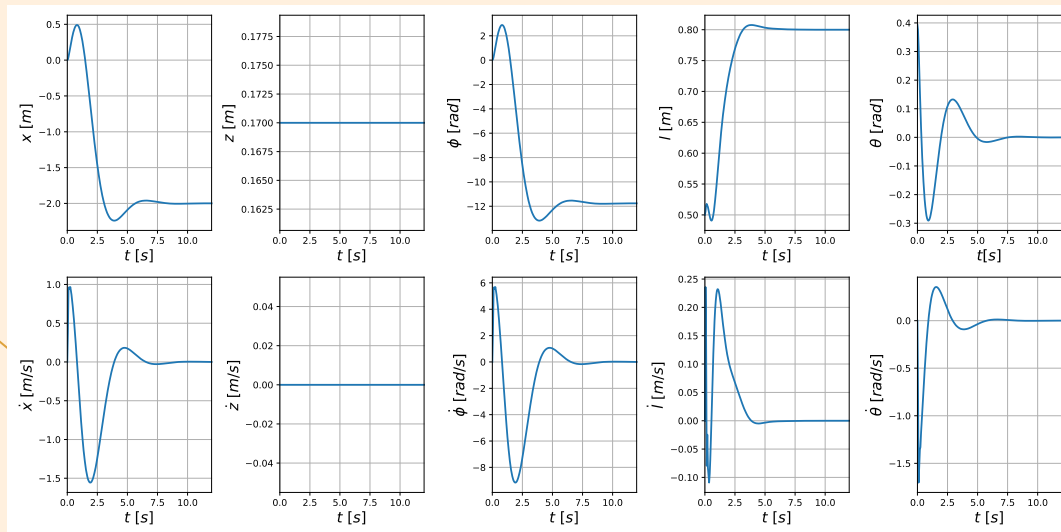 x [m]
0.5
0.0
−0.5
−1.0
−1.5
−2.0
0.0 2.5 5.0 7.5 10.0
t [s]
z [m]
0.1775
0.1750
0.1725
0.1700
0.1675
0.1650
0.1625
0.0 2.5 5.0 7.5 10.0
t [s]
ϕ [rad]
2
0
−2
−4
−6
−8
−10
−12
0.0 2.5 5.0 7.5 10.0
t [s]
l [m]
0.80
0.75
0.70
0.65
0.60
0.55
0.50
0.0 2.5 5.0 7.5 10.0
t [s]
θ [rad]
0.4
0.3
0.2
0.1
0.0
−0.1
−0.2
−0.3
0.0 2.5 5.0 7.5 10.0
t[s]
ẋ [m/s]
1.0
0.5
0.0
−0.5
−1.0
−1.5
0.0 2.5 5.0 7.5 10.0
t [s]
ż [m/s]
0.04
0.02
0.00
−0.02
−0.04
0.0 2.5 5.0 7.5 10.0
t [s]
ϕ̇ [rad/s]
6
4
2
0
−2
−4
−6
−8
0.0 2.5 5.0 7.5 10.0
t [s]
l̇ [m/s]
0.25
0.20
0.15
0.10
0.05
0.00
−0.05
−0.10
0.0 2.5 5.0 7.5 10.0
t [s]
θ̇ [rad/s]
0.0
−0.5
−1.0
−1.5
0.0 2.5 5.0 7.5 10.0
t [s]